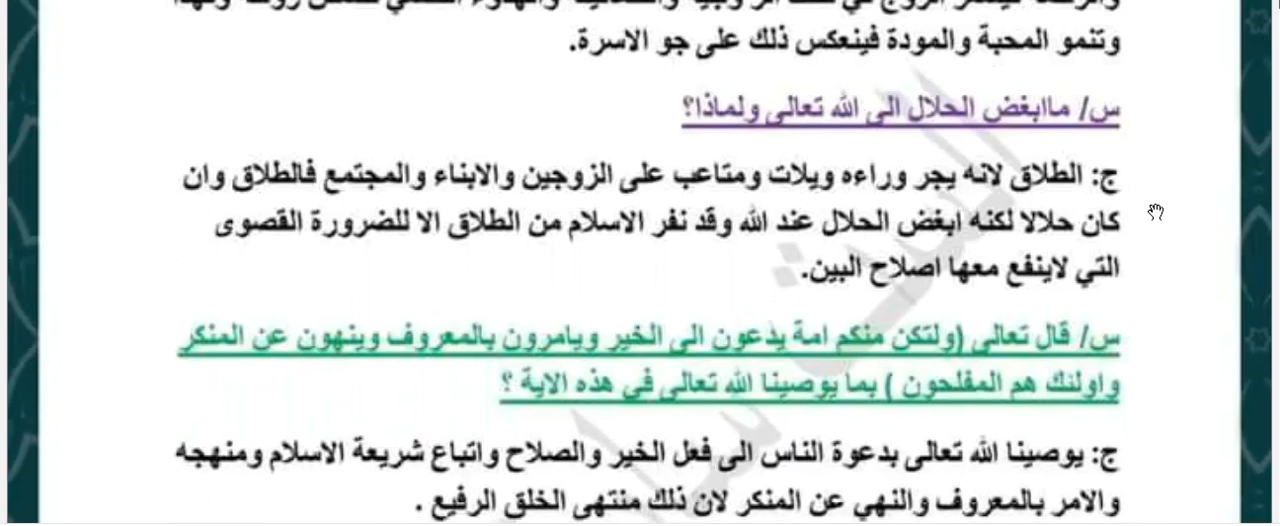 وتنمو المحبة والمودة فينعكس ذلك على جو الاسرة.
س/ ماابغض الحلال الى الله تعالى ولماذا؟
ج: الطلاق لانه يجر وراءه ويلات ومتاعب على الزوجين والابناء والمجتمع فالطلاق وان
كان حلالا لكنه ابغض الحلال عند الله وقد نفر الاسلام من الطلاق الا للضرورة القصوى
التي لاينفع معها اصلاح البين.
س/ قال تعالى (ولتكن منكم امة يدعون الى الخير ويامرون بالمعروف وينهون عن المنكر
واولئك هم المفلحون ) بما يوصينا الله تعالى في هذه الاية ؟
ج: يوصينا الله تعالى بدعوة الناس الى فعل الخير والصلاح واتباع شريعة الاسلام ومنهجه
والامر بالمعروف والنهي عن المنكر لان ذلك منتهى الخلق الرفيع .